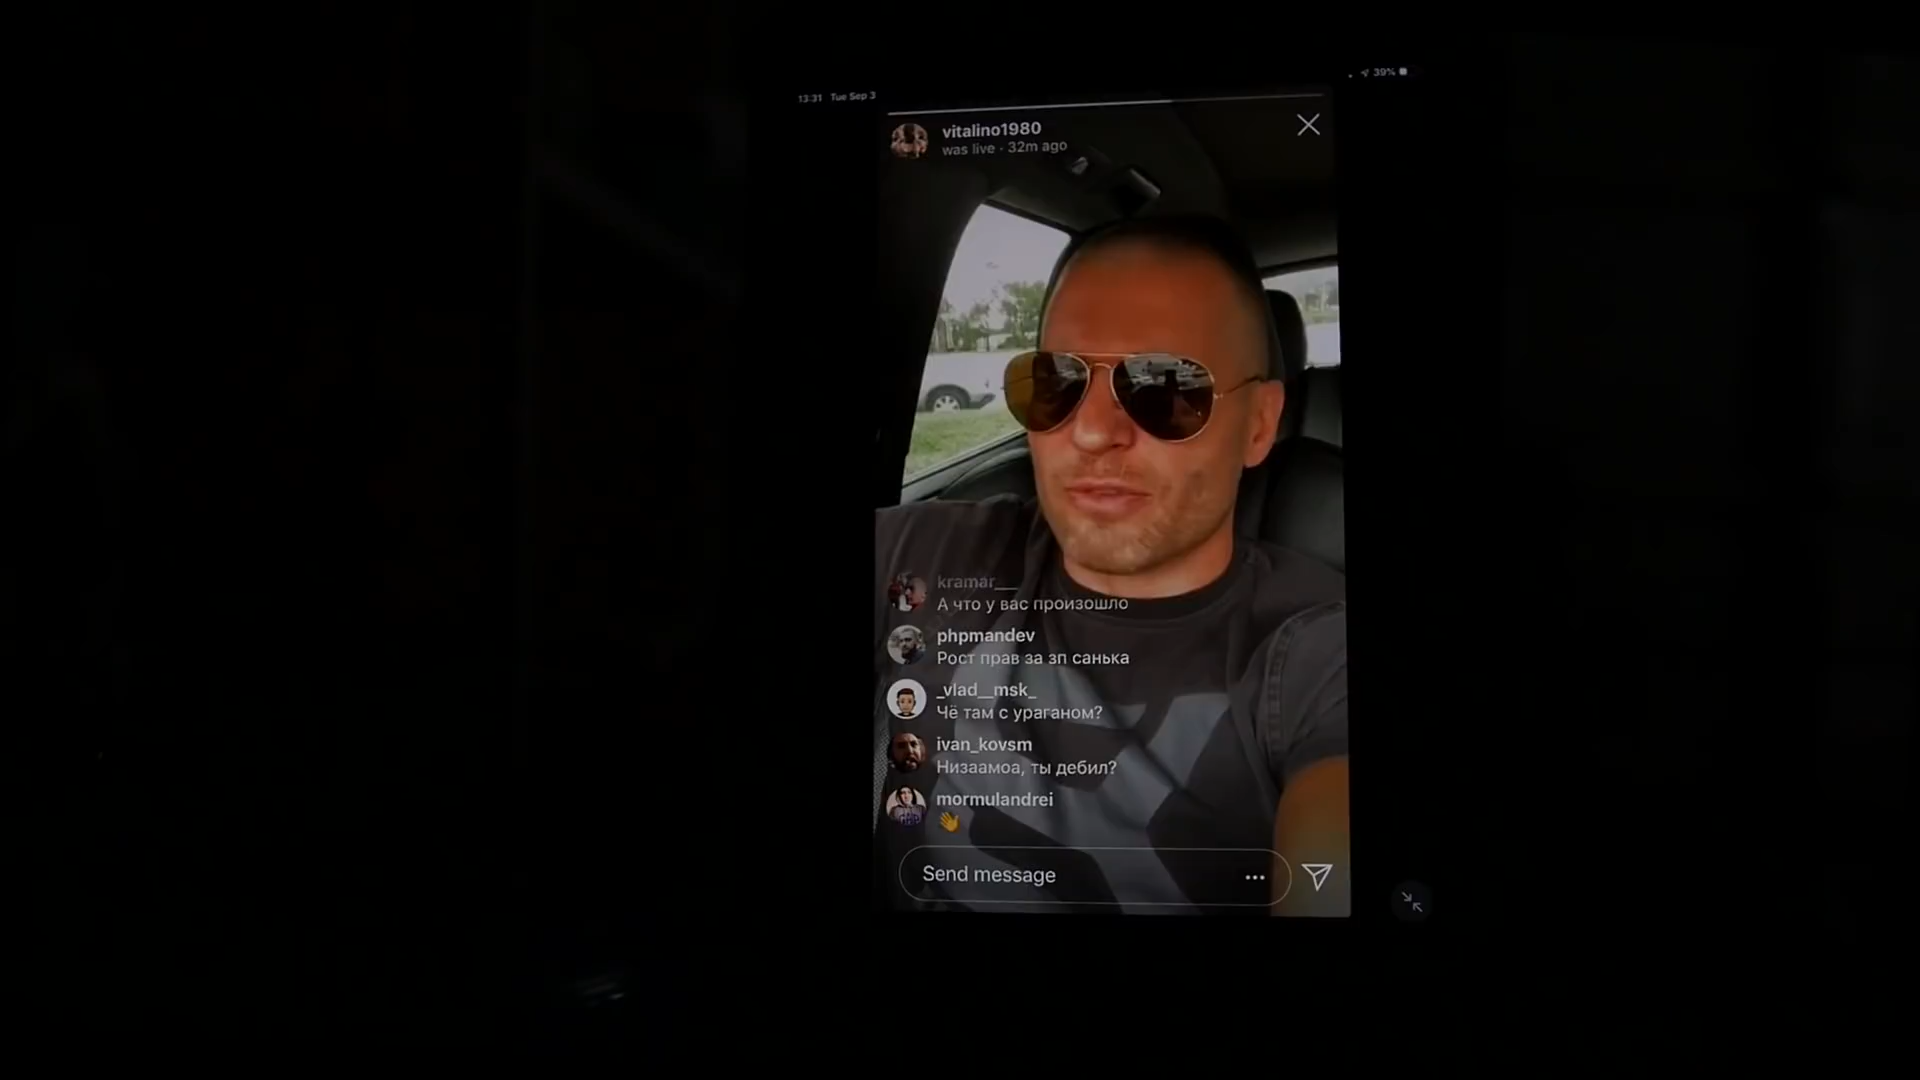 13:31 Tue Sep 3
39%
vitalino1980
was live · 32m ago
kramar___
А что у вас произошло
phpmandev
Рост прав за зп санька
_vlad__msk_
Чё там с ураганом?
ivan_kovsm
Низаамоа, ты дебил?
mormulandrei
👋
Send message